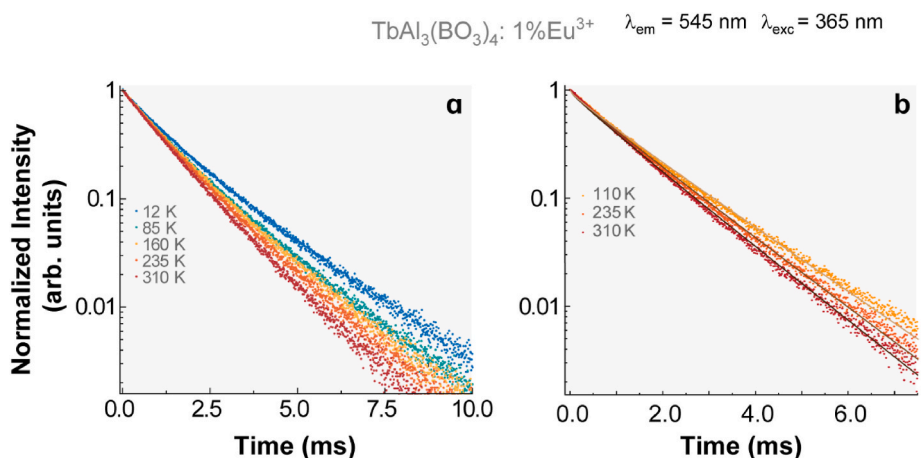 TbAl₃(BO₃)₄: 1%Eu³⁺ λem = 545 nm λexc = 365 nm
a
b
Normalized Intensity
(arb. units)
1
0.1
0.01
12 K
85 K
160 K
235 K
310 K
0.0 2.5 5.0 7.5 10.0
Time (ms)
1
0.1
0.01
110 K
235 K
310 K
0.0 2.0 4.0 6.0
Time (ms)